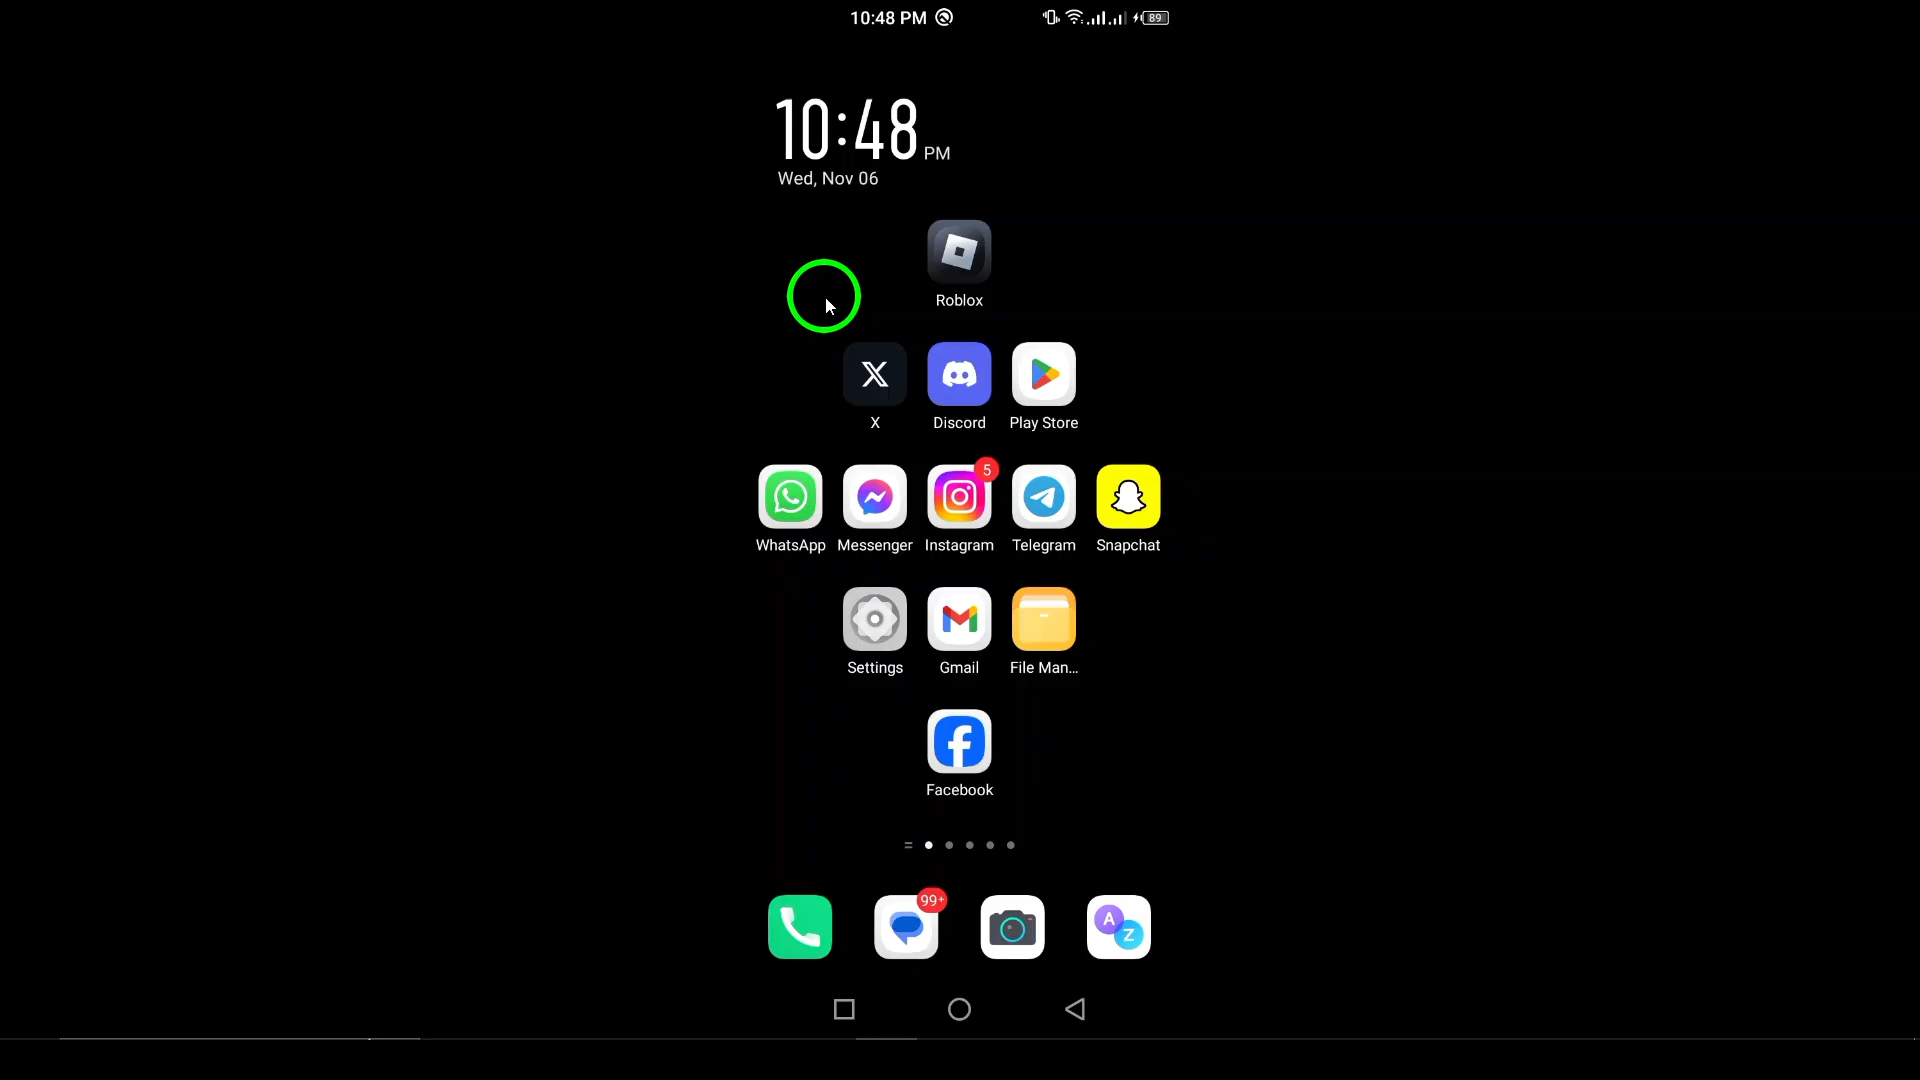 10:48 PM
89
10:48 PM
Wed, Nov 06
Roblox
X
Discord
Play Store
5
WhatsApp
Messenger
Instagram
Telegram
Snapchat
Settings
Gmail
File Man...
Facebook
99+
A
Z